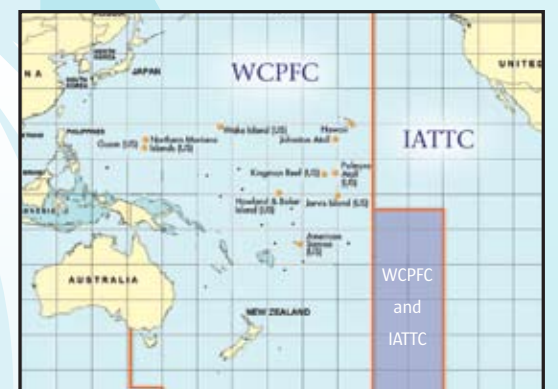 WCPFC
IATTC
UNITED
N A
JAPAN
PHILIPPINES
Guam (US)
Northern Mariana
Islands (US)
Wake Island (US)
Hawaii
Johnston Atoll
Kingman Reef (US)
Palmyra
Atoll
(US)
Howland & Baker
Island (US)
Jarvis Island (US)
American
Samoa
(US)
AUSTRALIA
NEW ZEALAND
WCPFC
and
IATTC